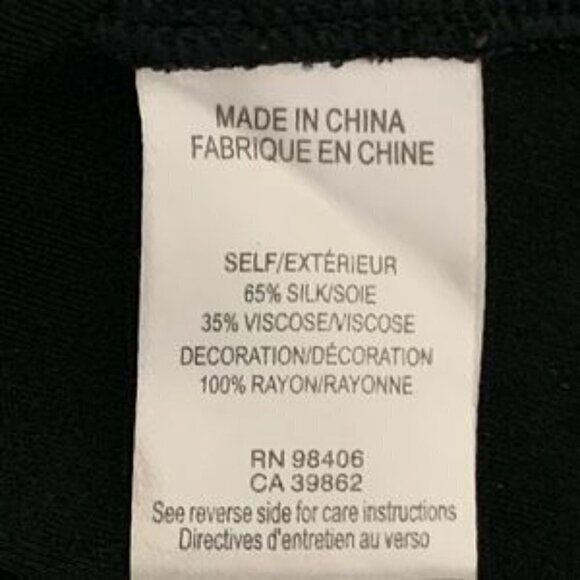 MADE IN CHINA
FABRIQUE EN CHINE
SELF/EXTÉRIEUR
65% SILK/SOIE
35% VISCOSE/VISCOSE
DECORATION/DÉCORATION
100% RAYON/RAYONNE
RN 98406
CA 39862
See reverse side for care instructions
Directives d'entretien au verso